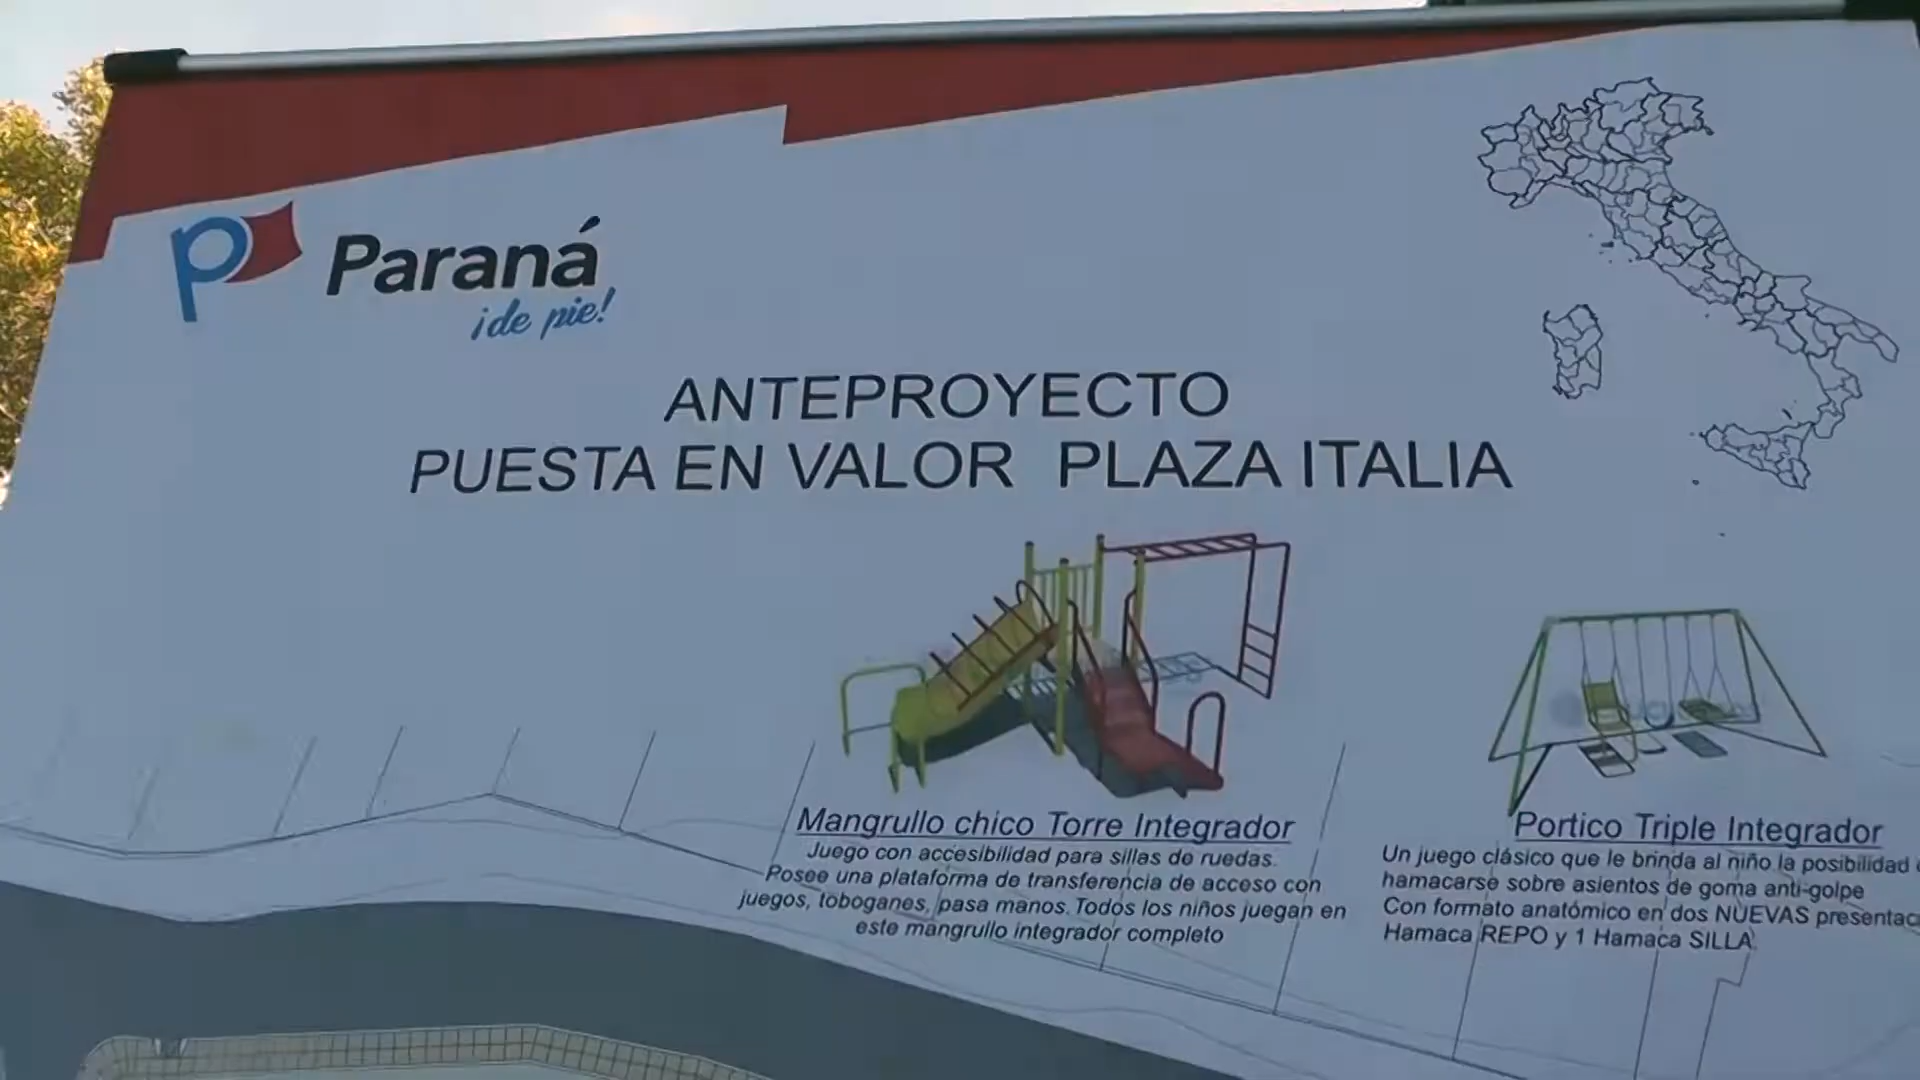 Paraná
¡de pie!
ANTEPROYECTO
PUESTA EN VALOR PLAZA ITALIA
Mangrullo chico Torre Integrador
Juego con accesibilidad para sillas de ruedas.
Posee una plataforma de transferencia de acceso con
juegos, toboganes, pasa manos. Todos los niños juegan en
este mangrullo integrador completo
Portico Triple Integrador
Un juego clásico que le brinda al niño la posibilidad
hamacarse sobre asientos de goma anti-golpe
Con formato anatómico en dos NUEVAS presentac
Hamaca REPO y 1 Hamaca SILLA.